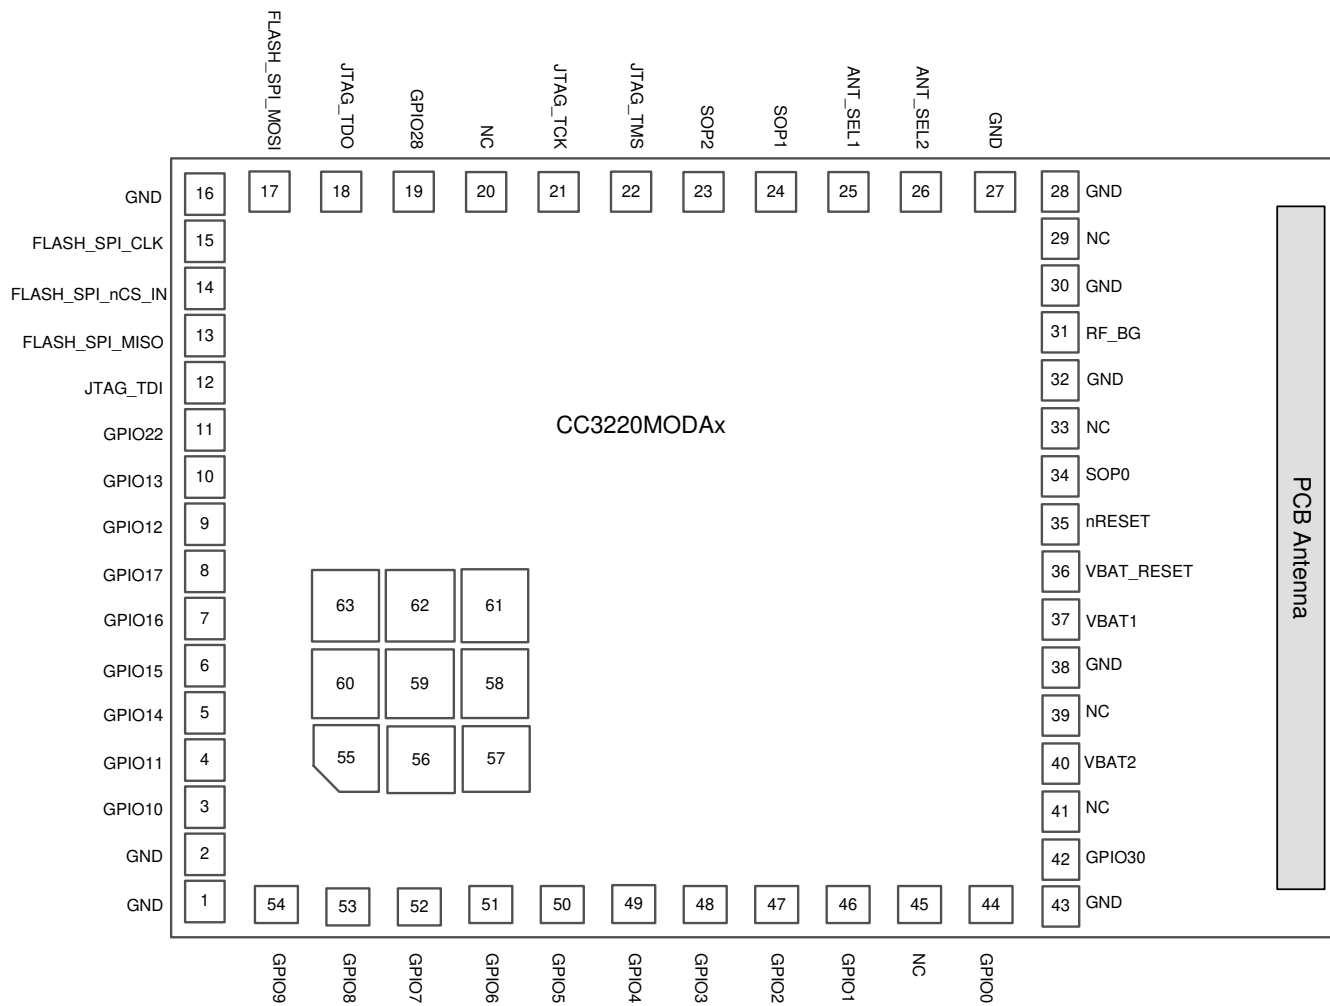 FLASH_SPI_MOSI
JTAG_TDO
GPIO28
NC
JTAG_TCK
JTAG_TMS
SOP2
SOP1
ANT_SEL1
ANT_SEL2
GND
GND 16
17 18 19 20 21 22 23 24 25 26 27
28 GND
FLASH_SPI_CLK 15
29 NC
FLASH_SPI_nCS_IN 14
30 GND
FLASH_SPI_MISO 13
31 RF_BG
JTAG_TDI 12
32 GND
CC3220MODAx
GPIO22 11
33 NC
GPIO13 10
34 SOP0
GPIO12 9
35 nRESET
GPIO17 8
36 VBAT_RESET
GPIO16 7
63 62 61
37 VBAT1
GPIO15 6
60 59 58
38 GND
GPIO14 5
39 NC
GPIO11 4
55 56 57
40 VBAT2
GPIO10 3
41 NC
GND 2
42 GPIO30
GND 1
54 53 52 51 50 49 48 47 46 45 44
43 GND
PCB Antenna
GPIO9
GPIO8
GPIO7
GPIO6
GPIO5
GPIO4
GPIO3
GPIO2
GPIO1
NC
GPIO0